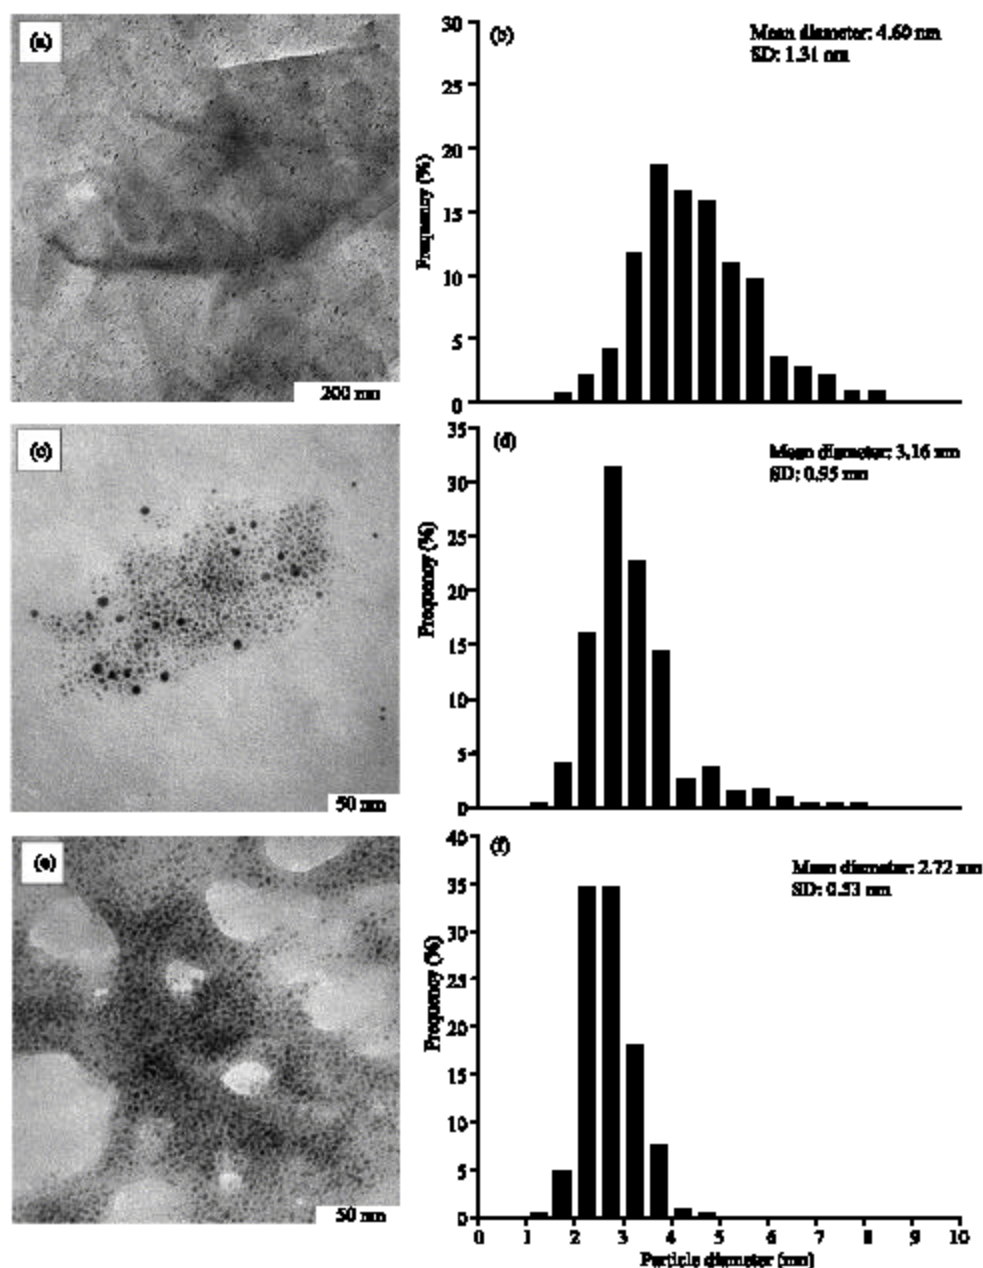 (a)
200 nm
(b)
Mean diameter: 4.60 nm
SD: 1.31 nm
Frequency (%)
30
25
20
15
10
5
0
(c)
50 nm
(d)
Mean diameter: 3.16 nm
SD: 0.95 nm
Frequency (%)
35
30
25
20
15
10
5
0
(e)
50 nm
(f)
Mean diameter: 2.72 nm
SD: 0.53 nm
Frequency (%)
40
35
30
25
20
15
10
5
0
0 1 2 3 4 5 6 7 8 9 10
Particle diameter (nm)